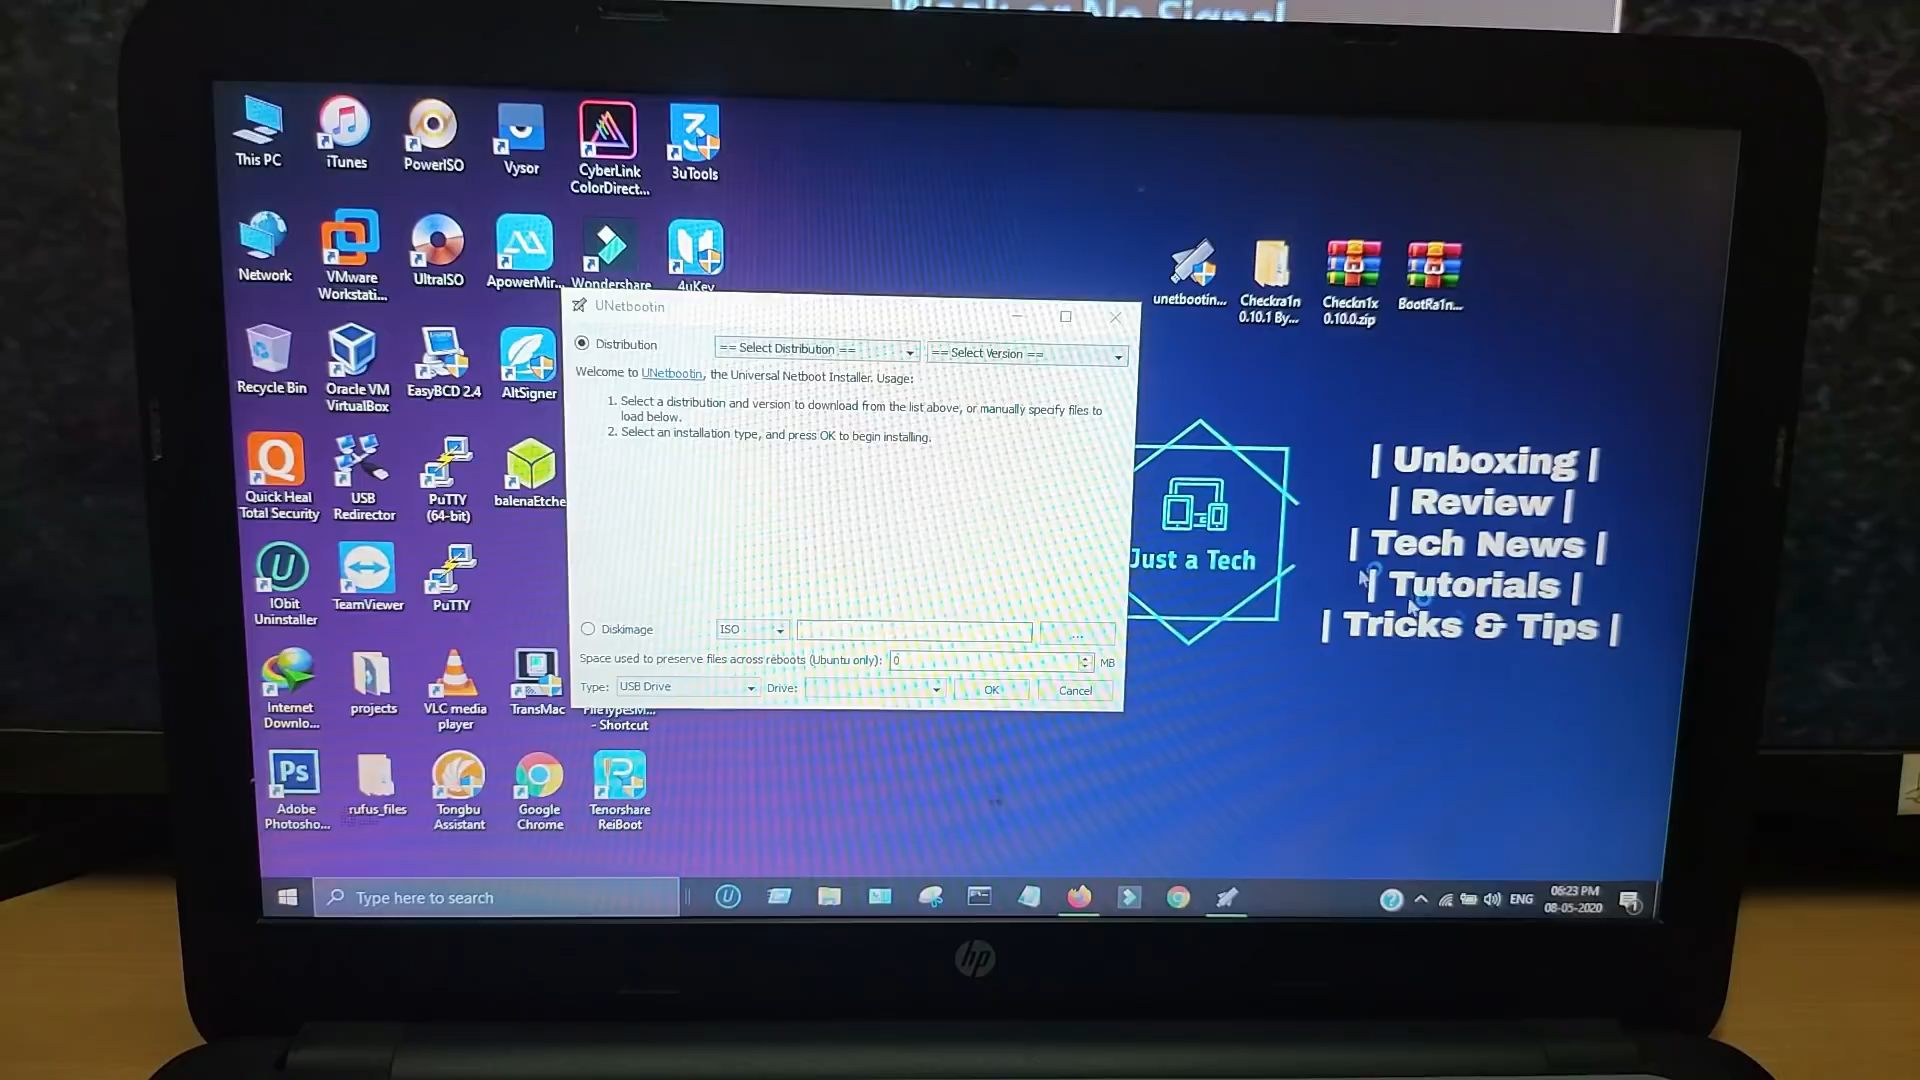 Weak or No Signal
This PC
iTunes
PowerISO
Vysor
CyberLink
ColorDirect...
3uTools
Network
VMware
Workstati...
UltraISO
ApowerMir...
Wondershare
4uKey
unetbootin...
Checkra1n
0.10.1 By...
Checkn1x
0.10.0.zip
BootRa1n...
UNetbootin
Distribution
== Select Distribution ==
== Select Version ==
Welcome to UNetbootin, the Universal Netboot Installer. Usage:
1. Select a distribution and version to download from the list above, or manually specify files to
load below.
2. Select an installation type, and press OK to begin installing.
Diskimage
ISO
...
Space used to preserve files across reboots (Ubuntu only):
0
MB
Type:
USB Drive
Drive:
OK
Cancel
Recycle Bin
Oracle VM
VirtualBox
EasyBCD 2.4
AltSigner
Quick Heal
Total Security
USB
Redirector
PuTTY
(64-bit)
balenaEtche
IObit
Uninstaller
TeamViewer
PuTTY
Internet
Downlo...
projects
VLC media
player
TransMac
FileTypesM...
- Shortcut
Ps
Adobe
Photosho...
rufus_files
Tongbu
Assistant
Google
Chrome
Tenorshare
ReiBoot
Just a Tech
| Unboxing |
| Review |
| Tech News |
| Tutorials |
| Tricks & Tips |
Type here to search
ENG
06:23 PM
08-05-2020
hp